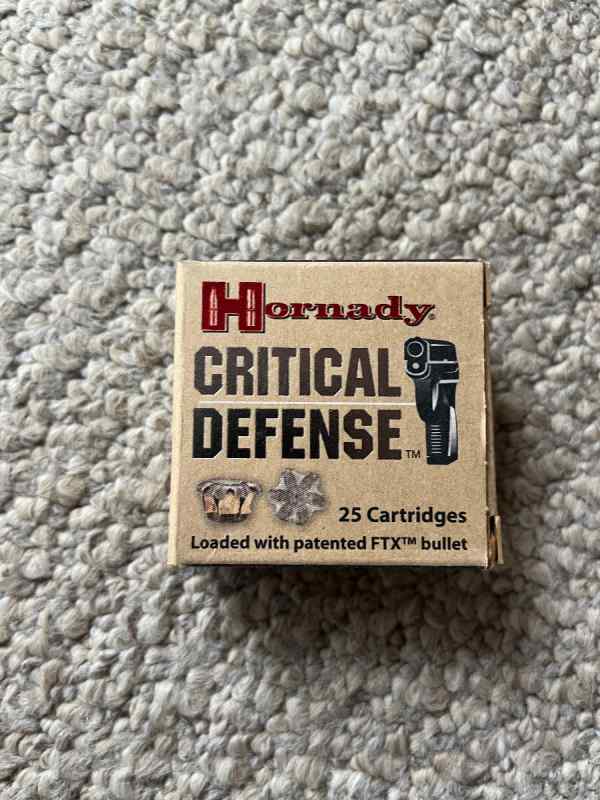 Hornady®
CRITICAL
DEFENSE™
25 Cartridges
Loaded with patented FTX™ bullet